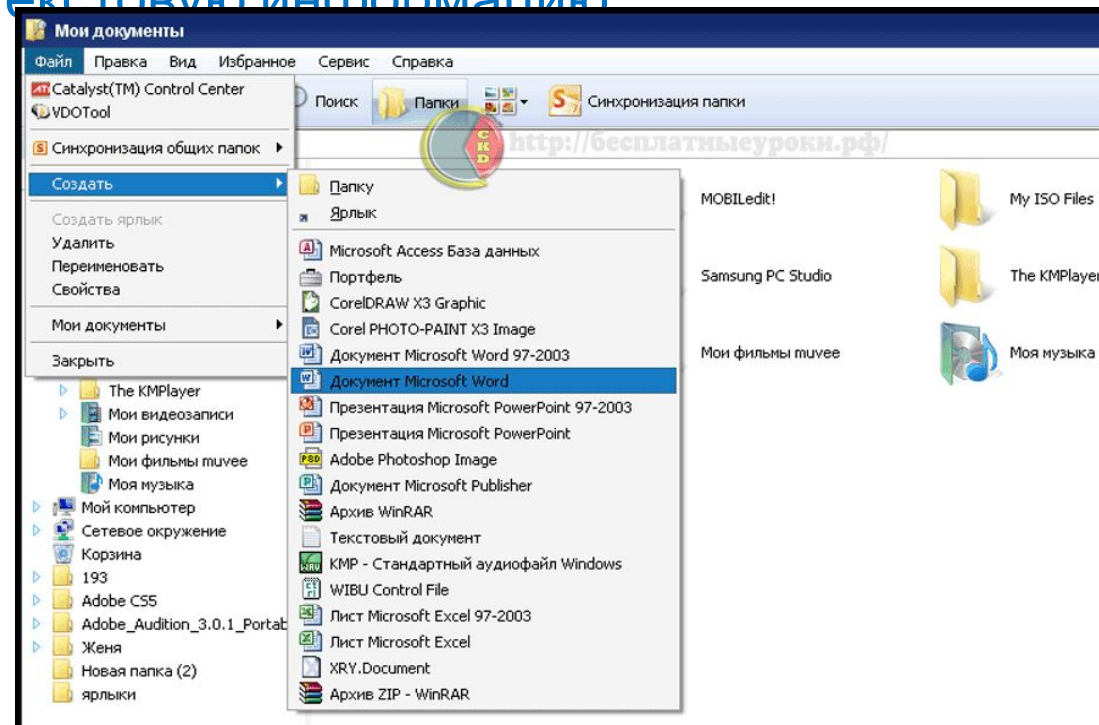 екстовую информацию
Мои документы
Файл Правка Вид Избранное Сервис Справка
Catalyst(TM) Control Center
VDOTool
Синхронизация общих папок
Создать
Создать ярлык
Удалить
Переименовать
Свойства
Мои документы
Закрыть
Поиск Папки Синхронизация папки
СКD http://бесплатныеуроки.рф/
Папку
Ярлык
Microsoft Access База данных
Портфель
CorelDRAW X3 Graphic
Corel PHOTO-PAINT X3 Image
Документ Microsoft Word 97-2003
Документ Microsoft Word
Презентация Microsoft PowerPoint 97-2003
Презентация Microsoft PowerPoint
Adobe Photoshop Image
Документ Microsoft Publisher
Архив WinRAR
Текстовый документ
KMP - Стандартный аудиофайл Windows
WIBU Control File
Лист Microsoft Excel 97-2003
Лист Microsoft Excel
XRY.Document
Архив ZIP - WinRAR
MOBILedit! My ISO Files
Samsung PC Studio The KMPlayer
Мои фильмы muvee Моя музыка
The KMPlayer
Мои видеозаписи
Мои рисунки
Мои фильмы muvee
Моя музыка
Мой компьютер
Сетевое окружение
Корзина
193
Adobe CS5
Adobe_Audition_3.0.1_Portab
Женя
Новая папка (2)
ярлыки